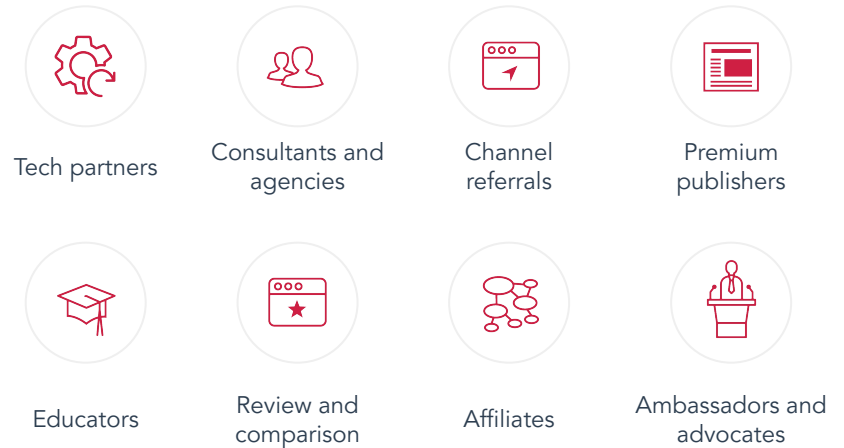 Tech partners
Consultants and
agencies
Channel
referrals
Premium
publishers
Educators
Review and
comparison
Affiliates
Ambassadors and
advocates